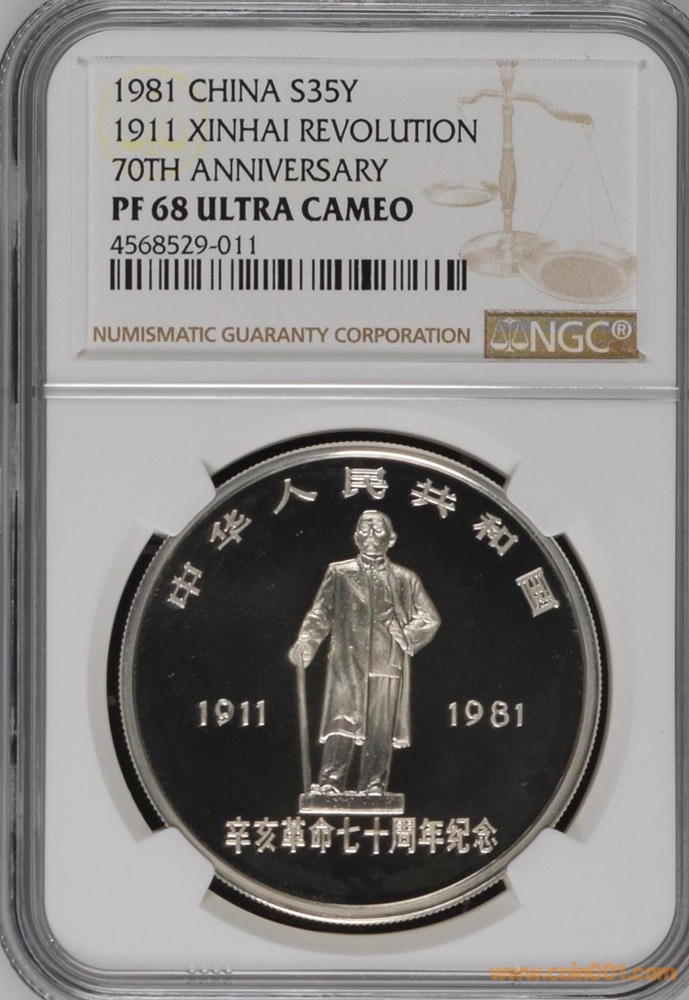 1981 CHINA S35Y
1911 XINHAI REVOLUTION
70TH ANNIVERSARY
PF 68 ULTRA CAMEO
4568529-011
NUMISMATIC GUARANTY CORPORATION
NGC®
中华人民共和国
1911 1981
辛亥革命七十周年纪念
www.coin001.com